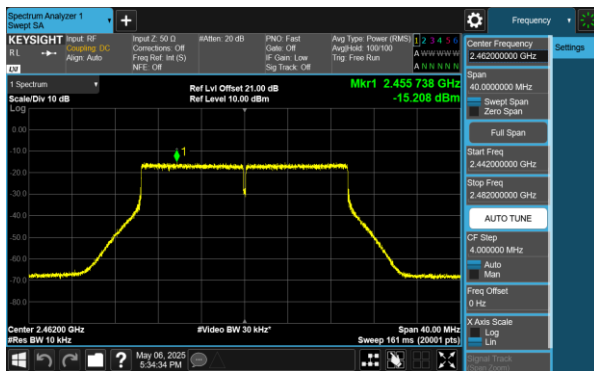 Spectrum Analyzer 1
Swept SA
+
Frequency
KEYSIGHT Input: RF Input Z: 50 Ω #Atten: 20 dB PNO: Fast Avg Type: Power (RMS) 1 2 3 4 5 6
RL Coupling: DC Corrections: Off Gate: Off Avg|Hold: 100/100 A W W W W W
Align: Auto Freq Ref: Int (S) IF Gain: Low Trig: Free Run
NFE: Off Sig Track: Off A N N N N N
LXI
1 Spectrum Ref Lvl Offset 21.00 dB Mkr1 2.455 738 GHz
Scale/Div 10 dB Ref Level 10.00 dBm -15.208 dBm
Log
0.00
-10.0
-20.0
-30.0
-40.0
-50.0
-60.0
-70.0
-80.0
1
Center 2.46200 GHz #Video BW 30 kHz* Span 40.00 MHz
#Res BW 10 kHz Sweep 161 ms (20001 pts)
Center Frequency
2.462000000 GHz
Settings
Span
40.0000000 MHz
Swept Span
Zero Span
Full Span
Start Freq
2.442000000 GHz
Stop Freq
2.482000000 GHz
AUTO TUNE
CF Step
4.000000 MHz
Auto
Man
Freq Offset
0 Hz
X Axis Scale
Log
Lin
Signal Track
(Span Zoom)
? May 06, 2025
5:34:34 PM